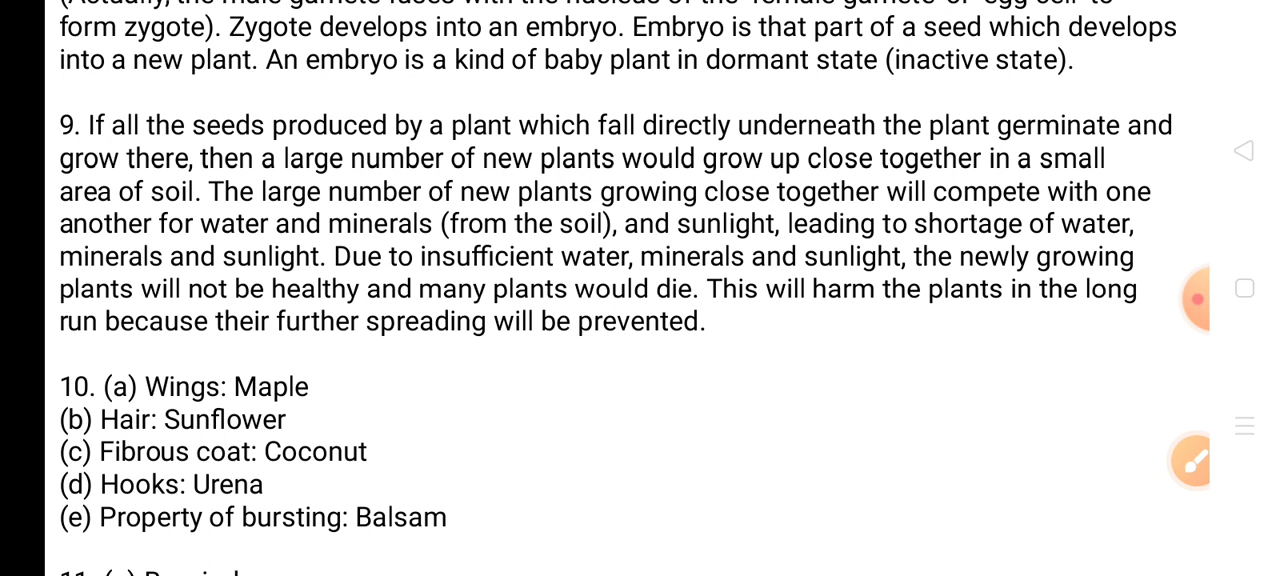 form zygote). Zygote develops into an embryo. Embryo is that part of a seed which develops
into a new plant. An embryo is a kind of baby plant in dormant state (inactive state).
9. If all the seeds produced by a plant which fall directly underneath the plant germinate and
grow there, then a large number of new plants would grow up close together in a small
area of soil. The large number of new plants growing close together will compete with one
another for water and minerals (from the soil), and sunlight, leading to shortage of water,
minerals and sunlight. Due to insufficient water, minerals and sunlight, the newly growing
plants will not be healthy and many plants would die. This will harm the plants in the long
run because their further spreading will be prevented.
10. (a) Wings: Maple
(b) Hair: Sunflower
(c) Fibrous coat: Coconut
(d) Hooks: Urena
(e) Property of bursting: Balsam